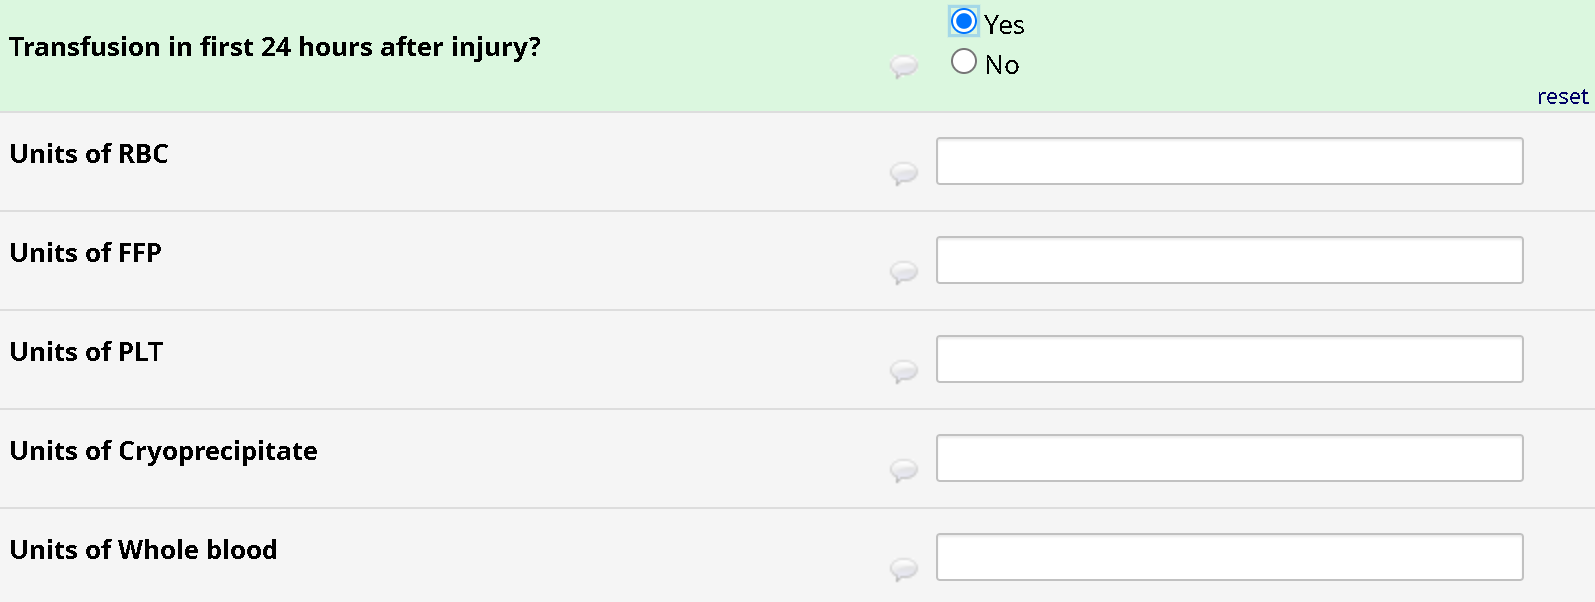 Transfusion in first 24 hours after injury?
Yes
No
reset
Units of RBC
Units of FFP
Units of PLT
Units of Cryoprecipitate
Units of Whole blood